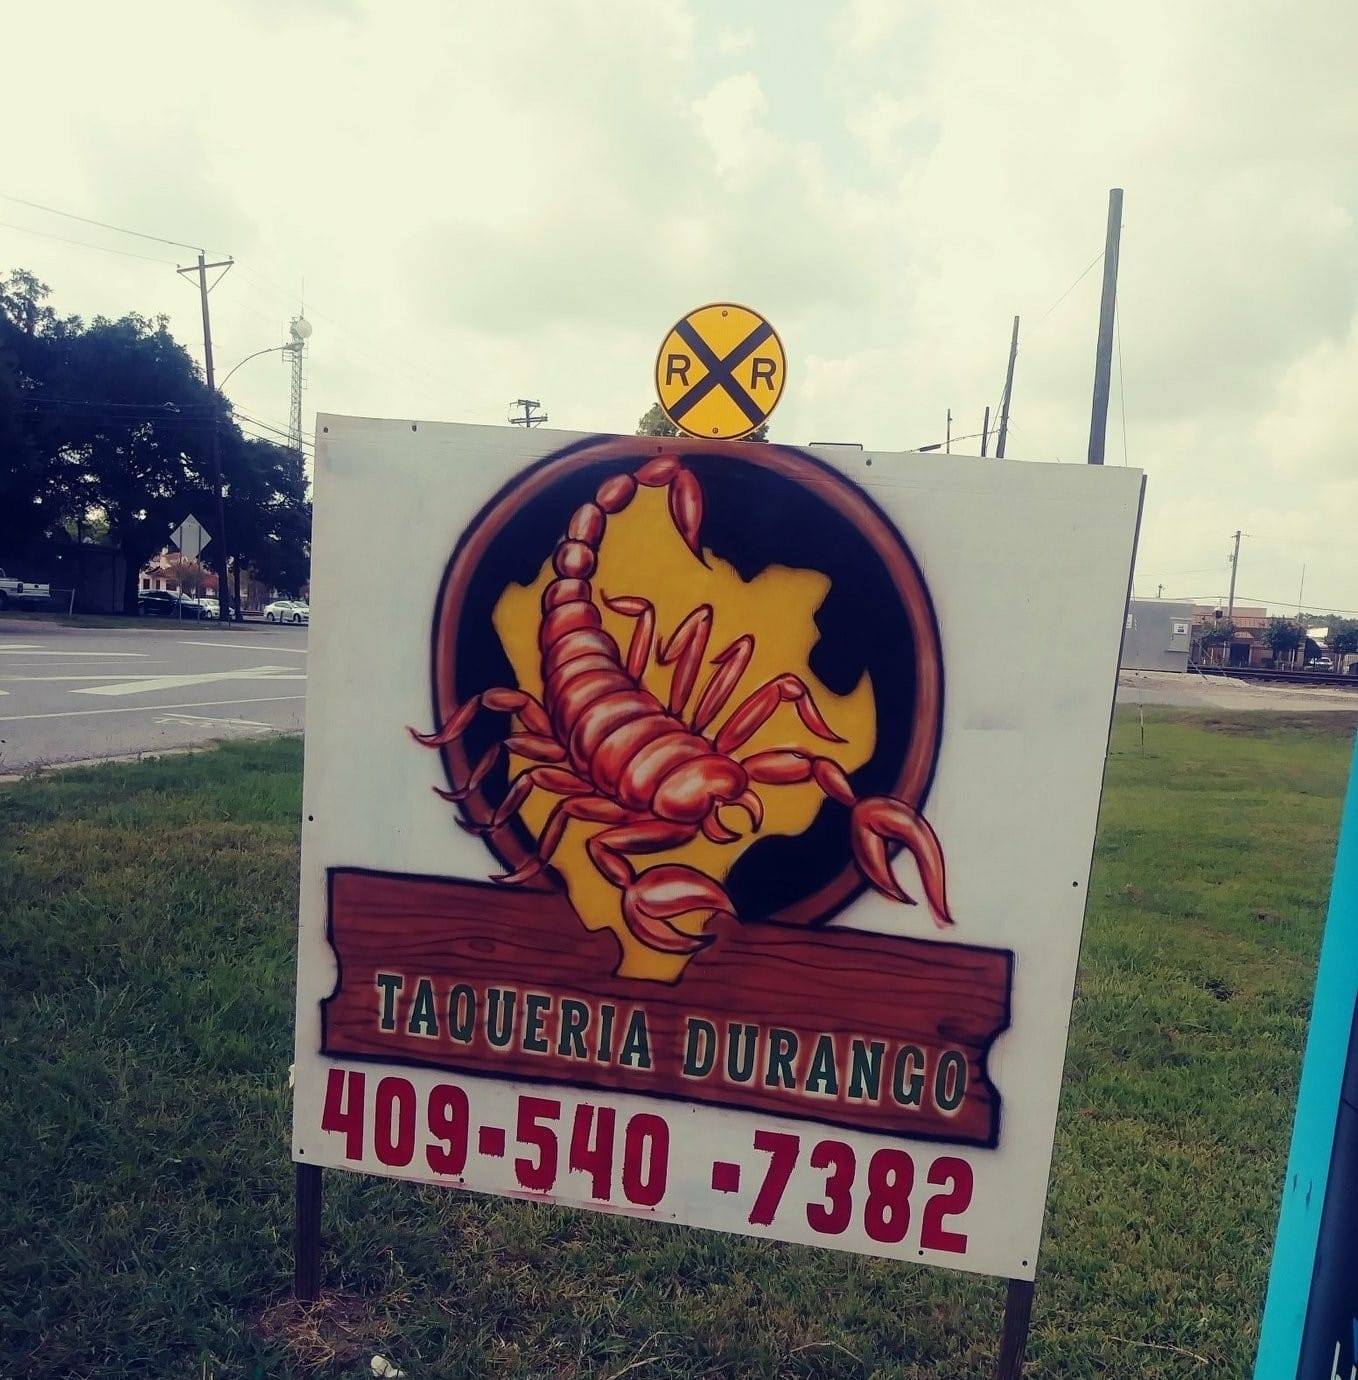 R R
TAQUERIA DURANGO
409-540-7382